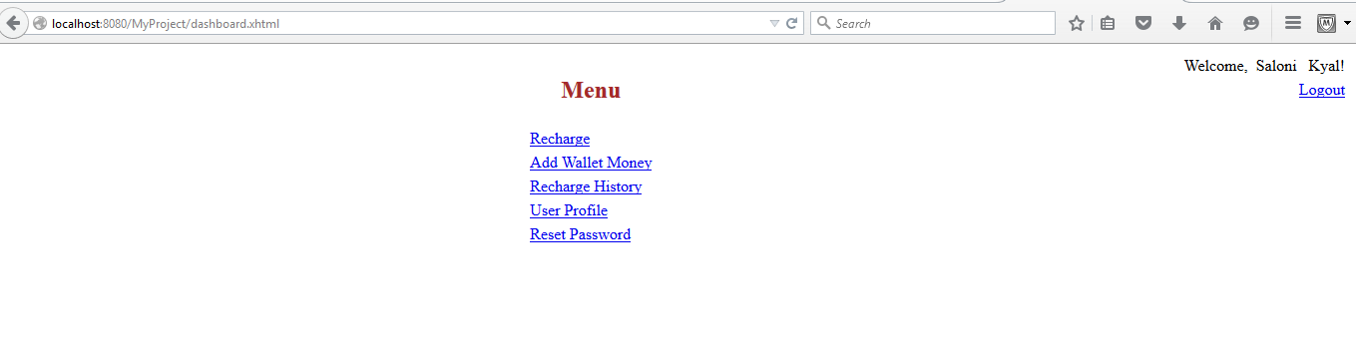 localhost:8080/MyProject/dashboard.xhtml
Search
Welcome, Saloni Kyal!
Logout
Menu
Recharge
Add Wallet Money
Recharge History
User Profile
Reset Password